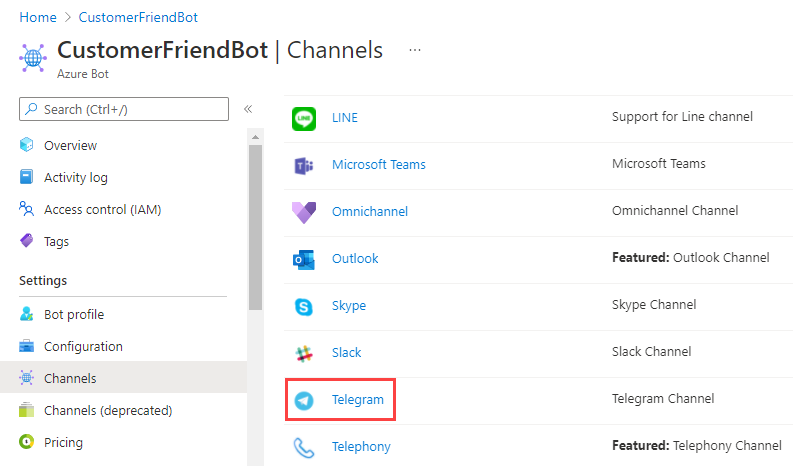 Home > CustomerFriendBot
CustomerFriendBot | Channels ...
Azure Bot
Search (Ctrl+/)
«
Overview
Activity log
Access control (IAM)
Tags
Settings
Bot profile
Configuration
Channels
Channels (deprecated)
Pricing
LINE Support for Line channel
Microsoft Teams Microsoft Teams
Omnichannel Omnichannel Channel
Outlook Featured: Outlook Channel
Skype Skype Channel
Slack Slack Channel
Telegram Telegram Channel
Telephony Featured: Telephony Channel